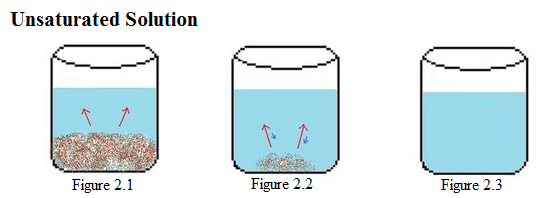 Unsaturated Solution
Figure 2.1
Figure 2.2
Figure 2.3